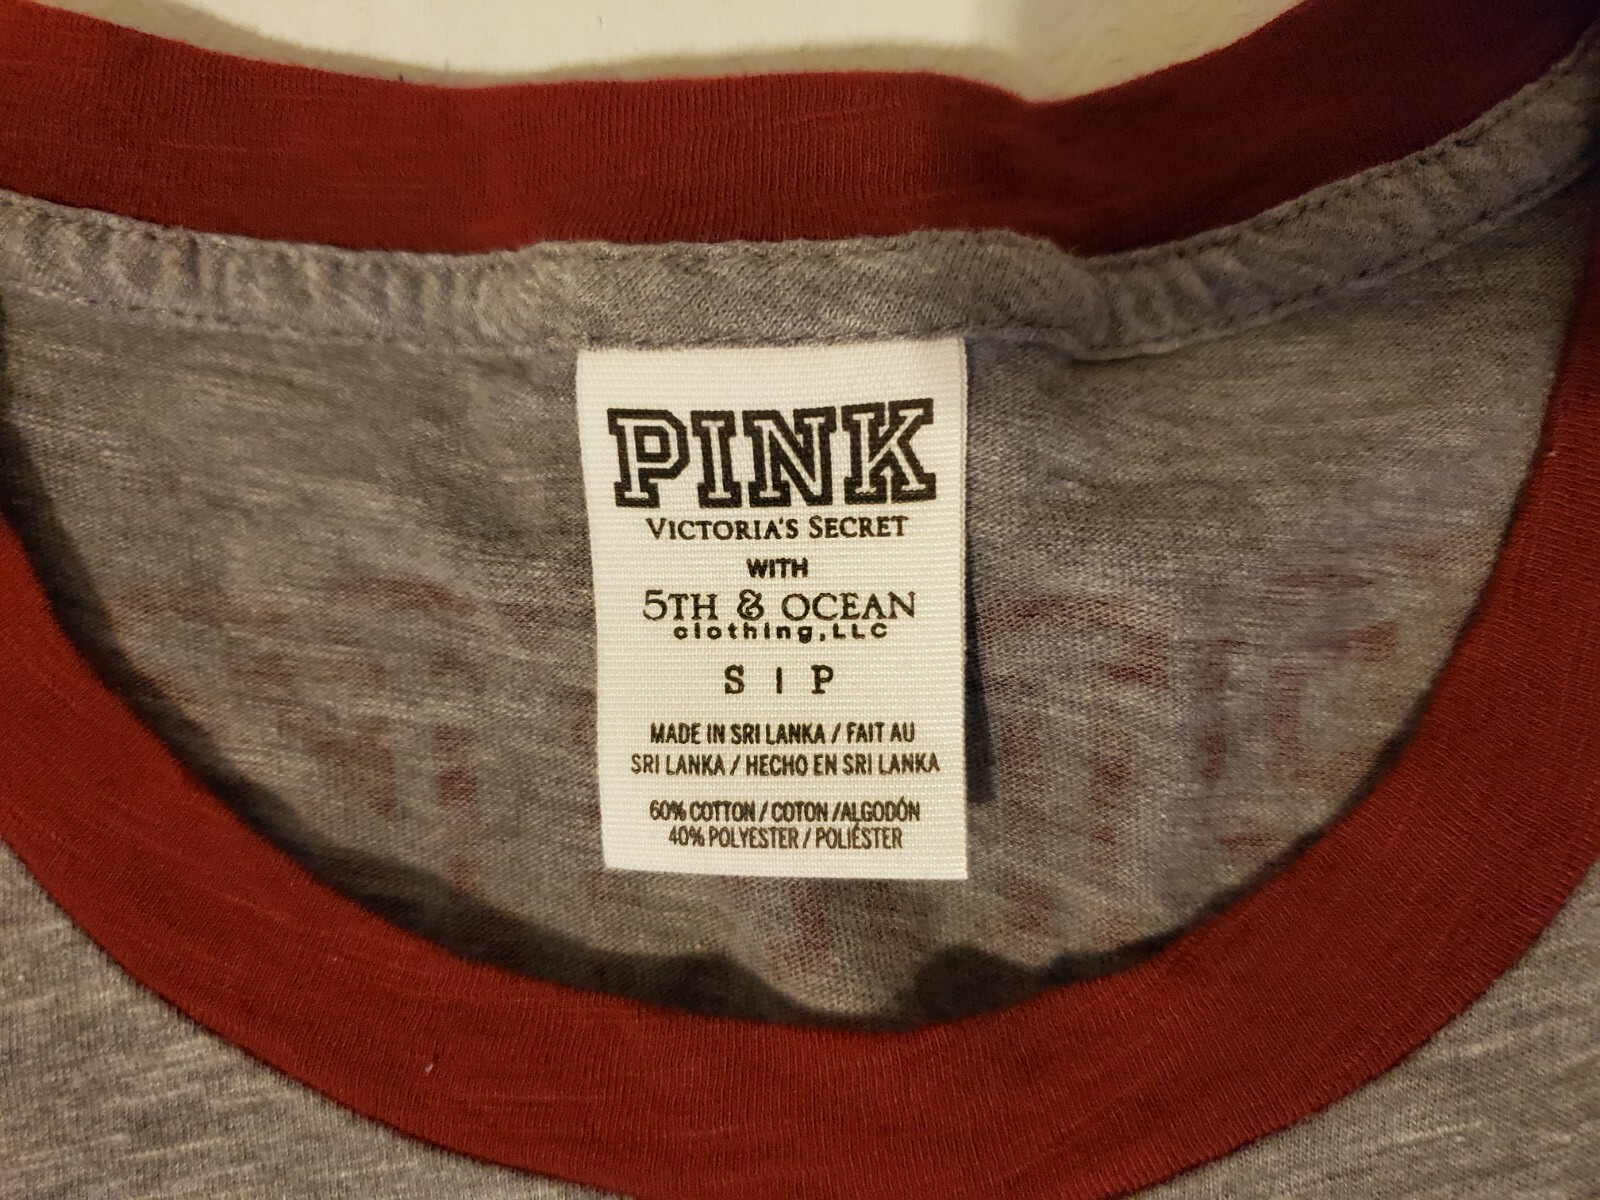 PINK
VICTORIA'S SECRET
WITH
5TH & OCEAN
clothing, LLC
S | P
MADE IN SRI LANKA / FAIT AU
SRI LANKA / HECHO EN SRI LANKA
60% COTTON / COTON /ALGODÓN
40% POLYESTER / POLIÉSTER